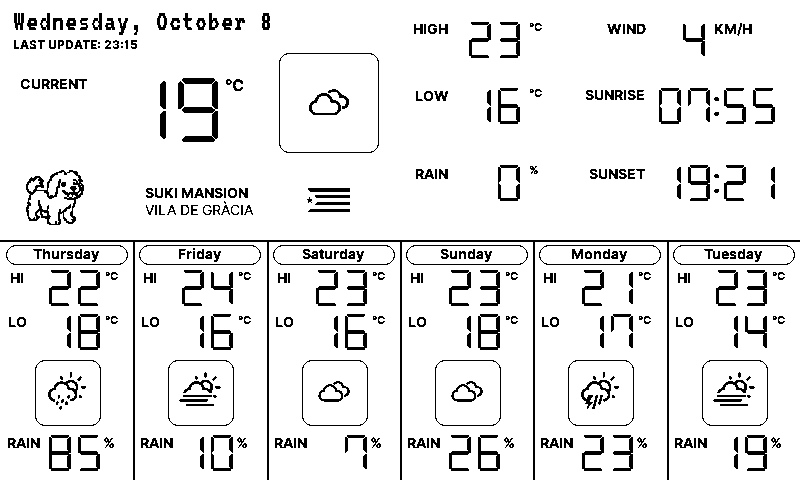 Wednesday, October 8
LAST UPDATE: 23:15
CURRENT 19 °C
SUKI MANSION
VILA DE GRÀCIA
HIGH 23 °C
LOW 16 °C
RAIN 0 %
WIND 4 KM/H
SUNRISE 07:55
SUNSET 19:21
Thursday
HI 22 °C
LO 18 °C
RAIN 85 %
Friday
HI 24 °C
LO 16 °C
RAIN 10 %
Saturday
HI 23 °C
LO 16 °C
RAIN 7 %
Sunday
HI 23 °C
LO 18 °C
RAIN 26 %
Monday
HI 21 °C
LO 17 °C
RAIN 23 %
Tuesday
HI 23 °C
LO 14 °C
RAIN 19 %